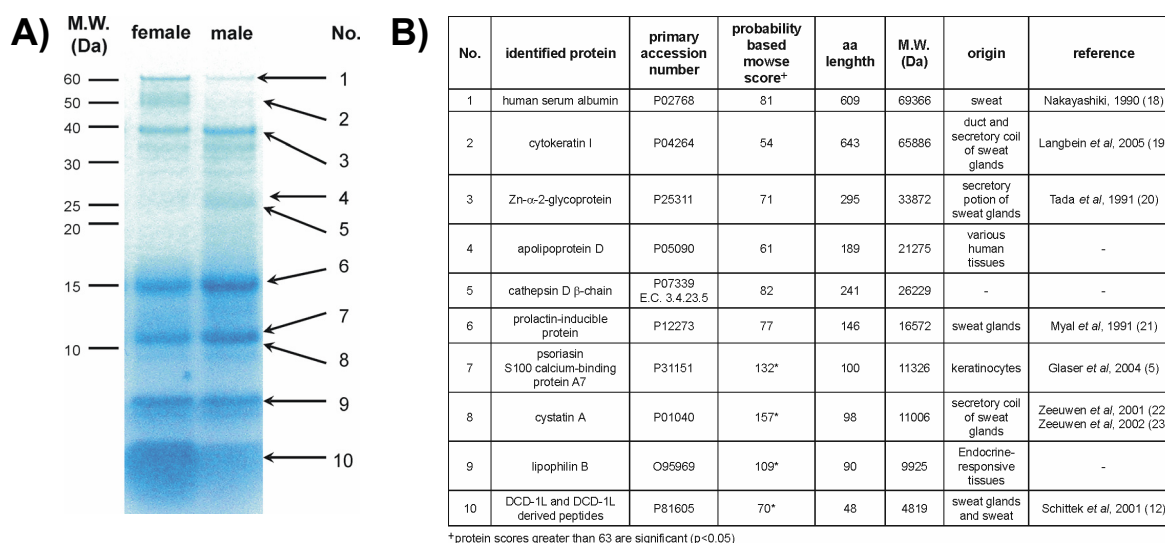 A)
M.W.
(Da)
female male
No.
60
50
40
30
25
20
15
10
1
2
3
4
5
6
7
8
9
10
B)
No. identified protein primary accession number probability based mowse score+ aa lenghth M.W. (Da) origin reference
1 human serum albumin P02768 81 609 69366 sweat Nakayashiki, 1990 (18)
2 cytokeratin I P04264 54 643 65886 duct and secretory coil of sweat glands Langbein et al, 2005 (19
3 Zn-α-2-glycoprotein P25311 71 295 33872 secretory potion of sweat glands Tada et al, 1991 (20)
4 apolipoprotein D P05090 61 189 21275 various human tissues -
5 cathepsin D β-chain P07339 E.C. 3.4.23.5 82 241 26229 - -
6 prolactin-inducible protein P12273 77 146 16572 sweat glands Myal et al, 1991 (21)
7 psoriasin S100 calcium-binding protein A7 P31151 132* 100 11326 keratinocytes Glaser et al, 2004 (5)
8 cystatin A P01040 157* 98 11006 secretory coil of sweat glands Zeeuwen et al, 2001 (22 Zeeuwen et al, 2002 (23
9 lipophilin B O95969 109* 90 9925 Endocrine-responsive tissues -
10 DCD-1L and DCD-1L derived peptides P81605 70* 48 4819 sweat glands and sweat Schittek et al, 2001 (12)
+protein scores greater than 63 are significant (p<0.05)